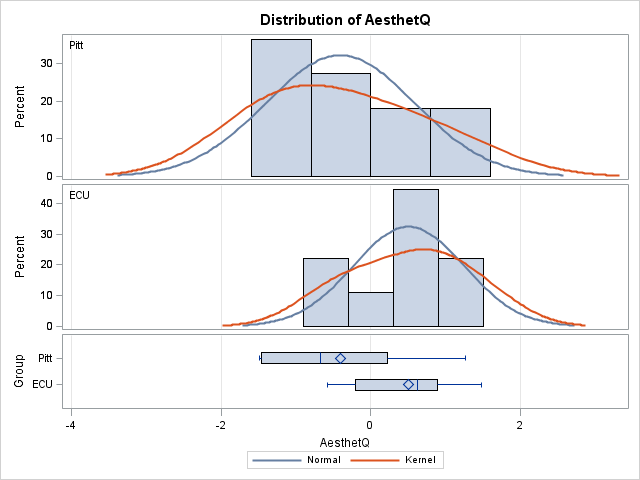 Distribution of AesthetQ
Pitt
30
20
10
0
Percent
ECU
40
30
20
10
0
Percent
Pitt
ECU
Group
-4 -2 0 2
AesthetQ
Normal Kernel